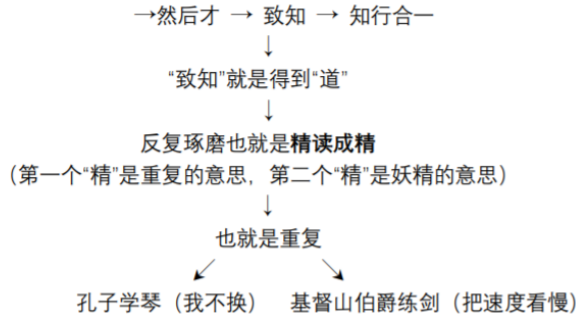 →然后才 → 致知 → 知行合一
↓
“致知”就是得到“道”
↓
反复琢磨也就是精读成精
（第一个“精”是重复的意思，第二个“精”是妖精的意思）
↓
也就是重复
↙ ↘
孔子学琴（我不换） 基督山伯爵练剑（把速度看慢）